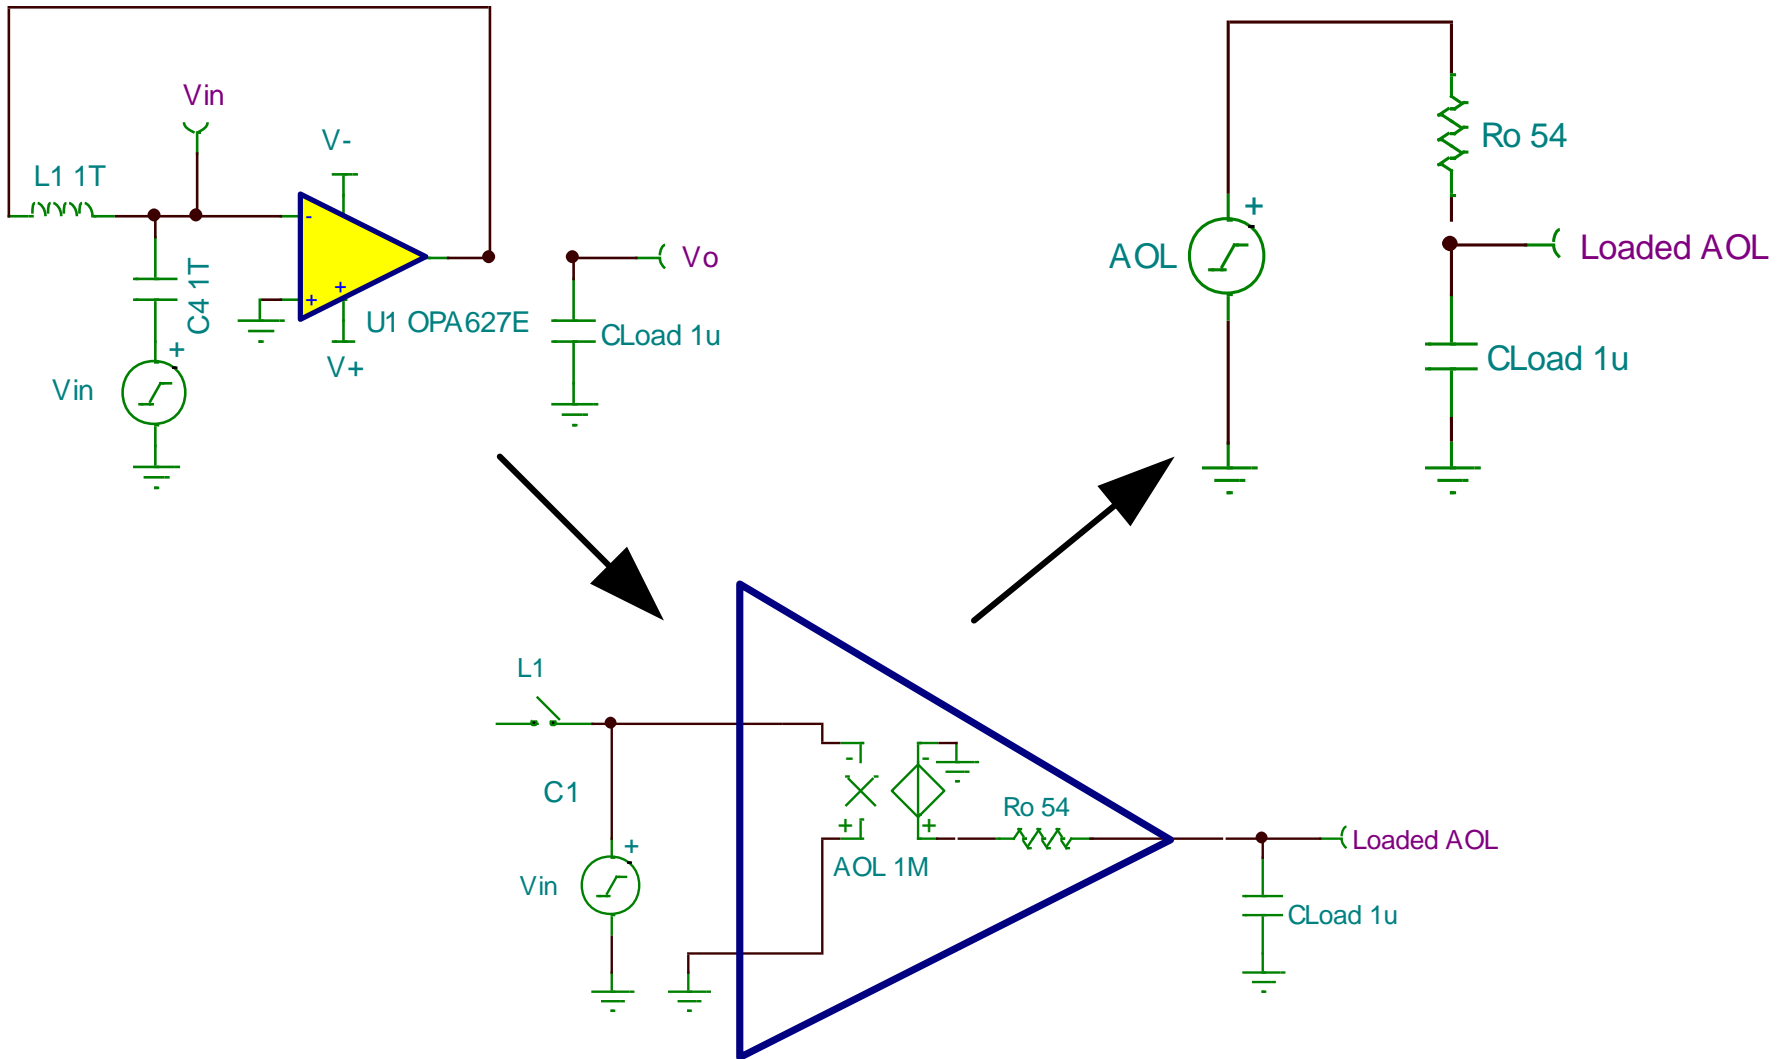 Vin
V-
L1 1T
-
+
+
C4 1T
U1 OPA627E
V+
+
Vin
Vo
CLoad 1u
Ro 54
+
AOL
Loaded AOL
CLoad 1u
L1
C1
+
Vin
-
+
AOL 1M
-
+
Ro 54
Loaded AOL
CLoad 1u